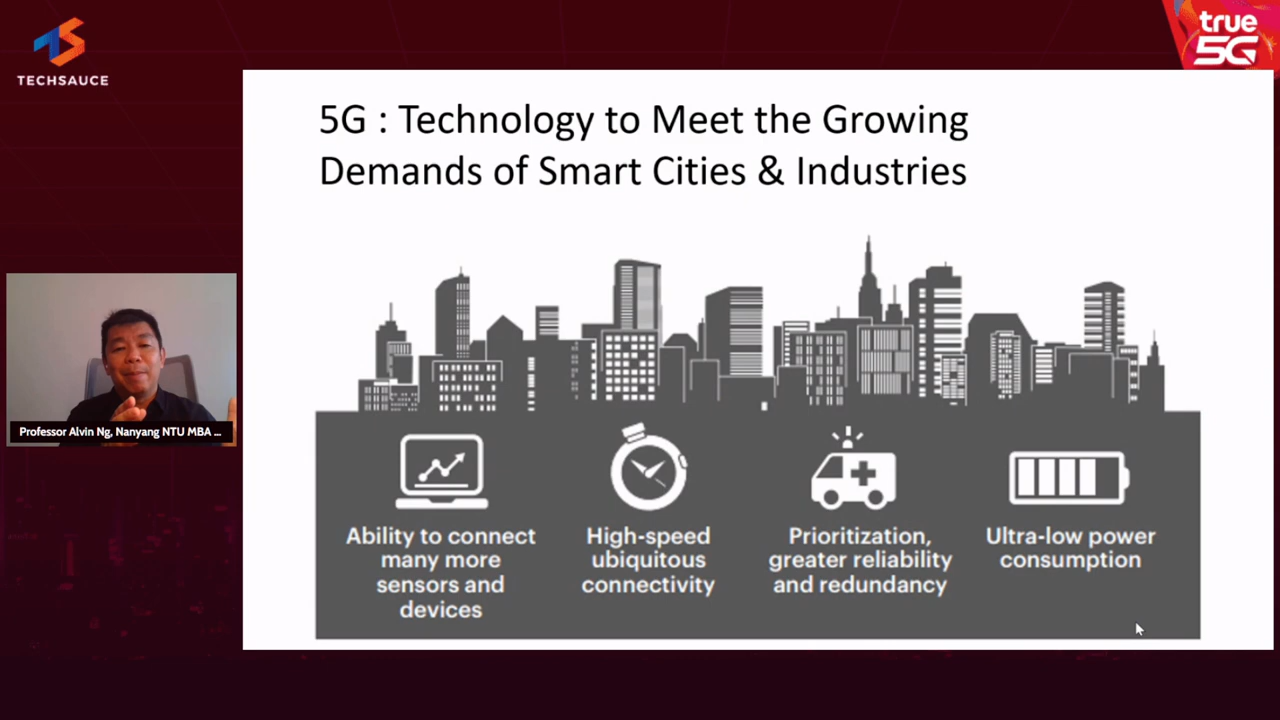 TECHSAUCE
true
5G
5G : Technology to Meet the Growing
Demands of Smart Cities & Industries
Professor Alvin Ng, Nanyang NTU MBA ...
Ability to connect
many more
sensors and
devices
High-speed
ubiquitous
connectivity
Prioritization,
greater reliability
and redundancy
Ultra-low power
consumption